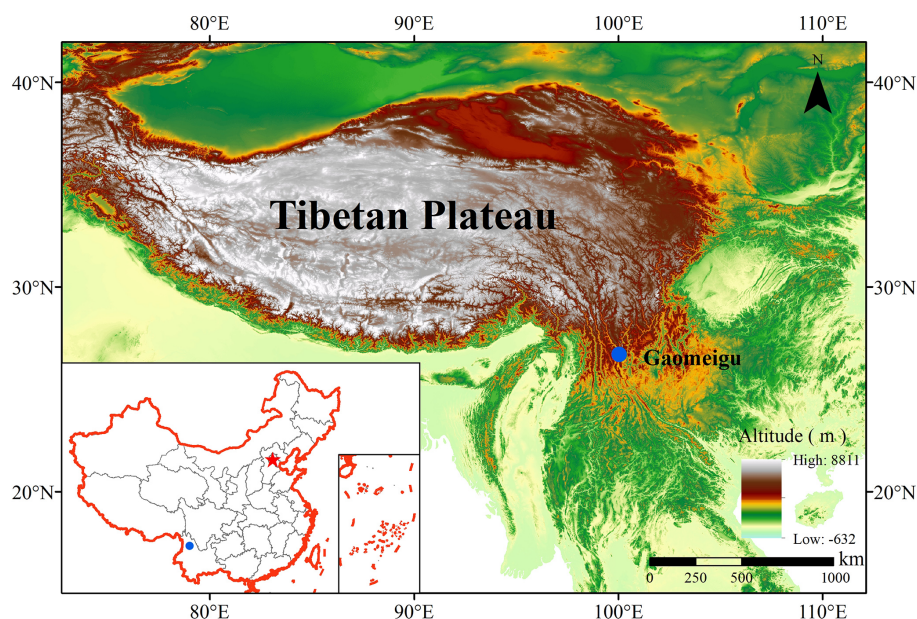 80°E 90°E 100°E 110°E
40°N 40°N
N
Tibetan Plateau
30°N 30°N
Gaomeigu
Altitude ( m )
High: 8811
20°N 20°N
Low: -632
km
0 250 500 1000
80°E 90°E 100°E 110°E